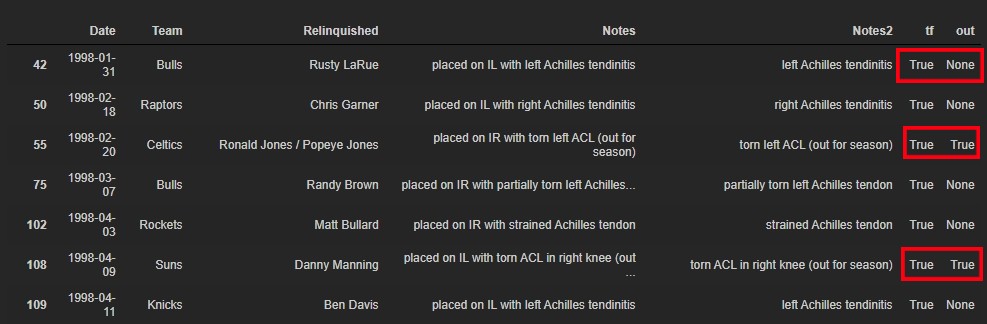 Date Team Relinquished Notes Notes2 tf out
42 1998-01-31 Bulls Rusty LaRue placed on IL with left Achilles tendinitis left Achilles tendinitis True None
50 1998-02-18 Raptors Chris Garner placed on IL with right Achilles tendinitis right Achilles tendinitis True None
55 1998-02-20 Celtics Ronald Jones / Popeye Jones placed on IR with torn left ACL (out for season) torn left ACL (out for season) True True
75 1998-03-07 Bulls Randy Brown placed on IR with partially torn left Achilles... partially torn left Achilles tendon True None
102 1998-04-03 Rockets Matt Bullard placed on IR with strained Achilles tendon strained Achilles tendon True None
108 1998-04-09 Suns Danny Manning placed on IL with torn ACL in right knee (out ... torn ACL in right knee (out for season) True True
109 1998-04-11 Knicks Ben Davis placed on IL with left Achilles tendinitis left Achilles tendinitis True None